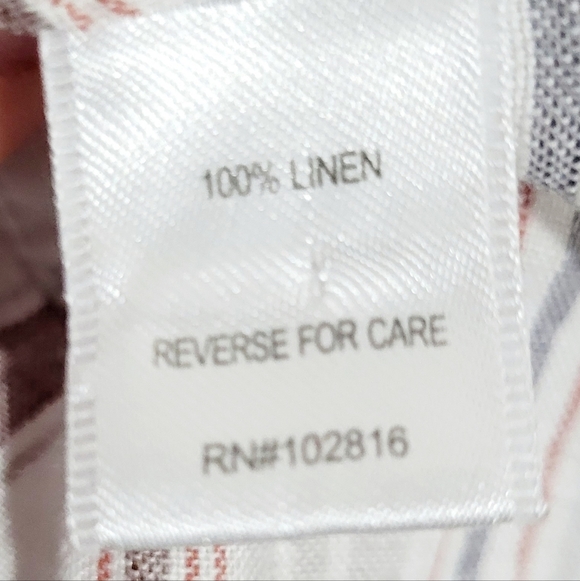 100% LINEN
REVERSE FOR CARE
RN#102816